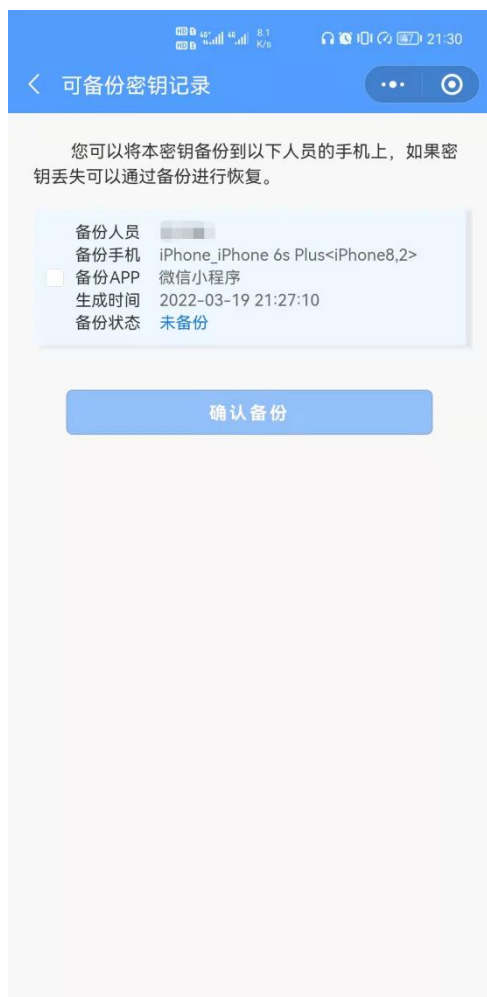 8.1
K/s
21:30
可备份密钥记录
您可以将本密钥备份到以下人员的手机上，如果密
钥丢失可以通过备份进行恢复。
备份人员
备份手机 iPhone_iPhone 6s Plus<iPhone8,2>
备份APP 微信小程序
生成时间 2022-03-19 21:27:10
备份状态 未备份
确认备份